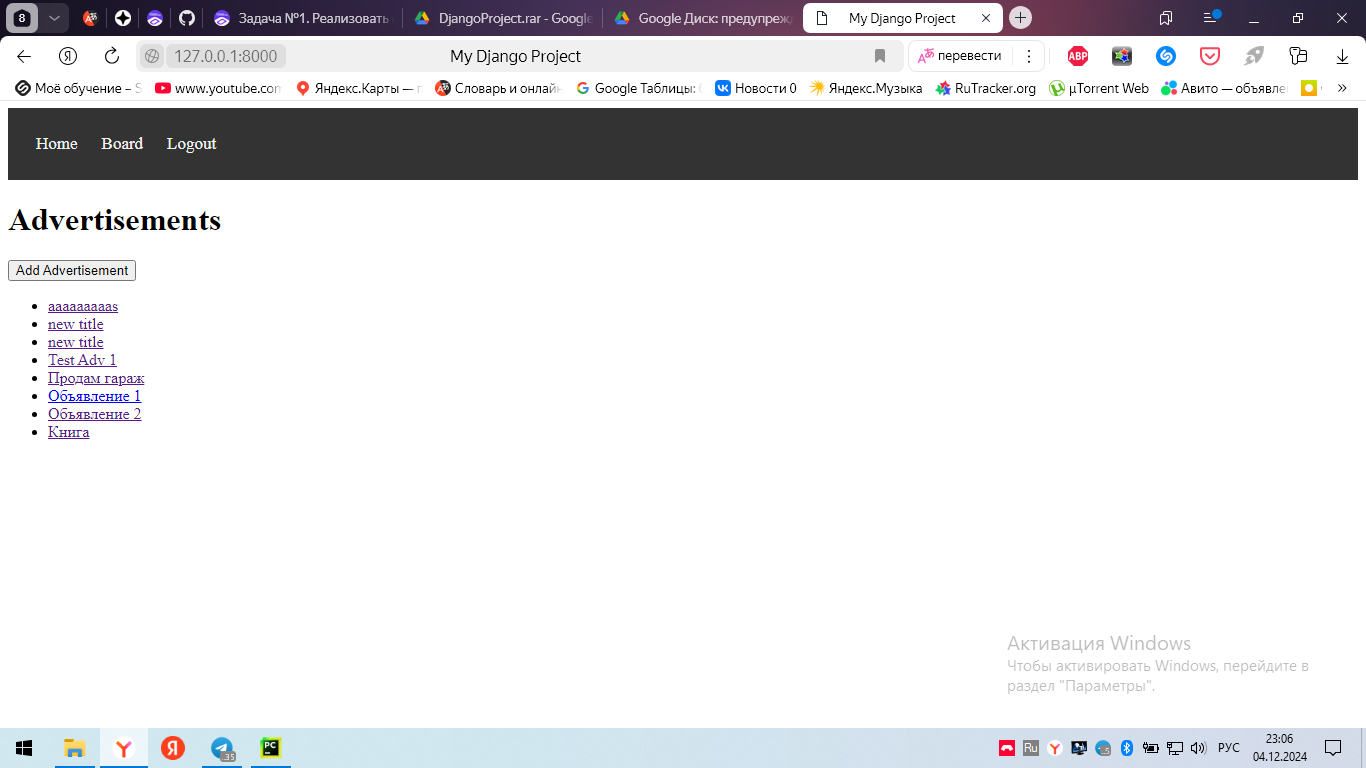 8
Задача №1. Реализовать
DjangoProject.rar - Google
Google Диск: предупрежд
My Django Project
Я
127.0.0.1:8000
My Django Project
перевести
ABP
Моё обучение – S
www.youtube.com
Яндекс.Карты — г
Словарь и онлайн
Google Таблицы:
Новости 0
Яндекс.Музыка
RuTracker.org
µTorrent Web
Авито — объявле
Home
Board
Logout
Advertisements
Add Advertisement
aaaaaaaaas
new title
new title
Test Adv 1
Продам гараж
Объявление 1
Объявление 2
Книга
Активация Windows
Чтобы активировать Windows, перейдите в
раздел "Параметры".
Я
35
PC
Ru
РУС
23:06
04.12.2024